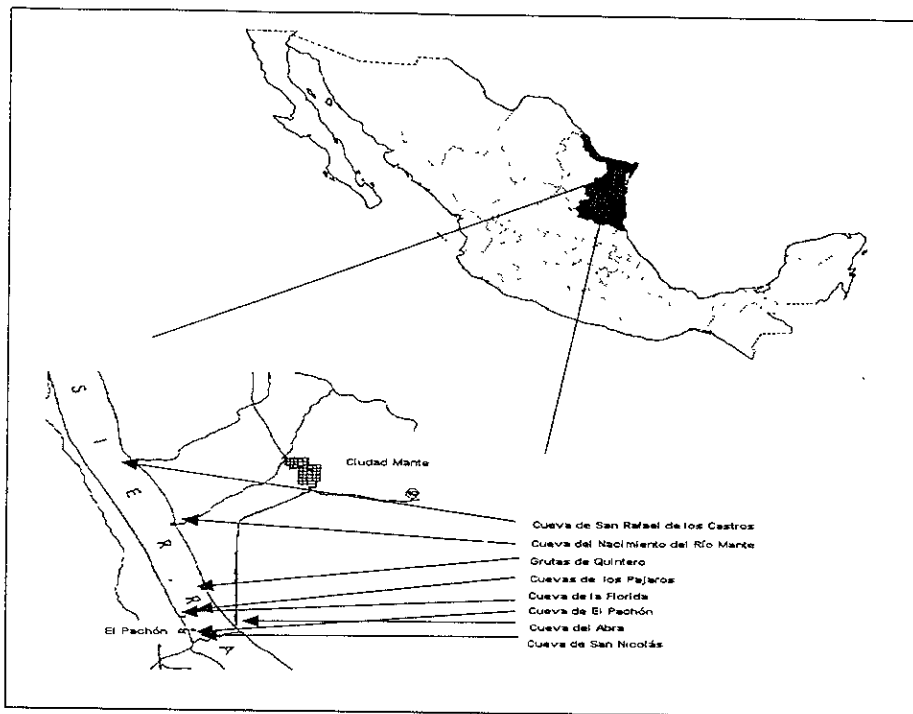 S I E R R A
Ciudad Mante
Cueva de San Rafael de los Castros
Cueva del Nacimiento del Río Mante
Grutas de Quintero
Cuevas de los Pajaros
Cueva de la Florida
Cueva de El Pachón
Cueva del Abra
Cueva de San Nicolás
El Pachón